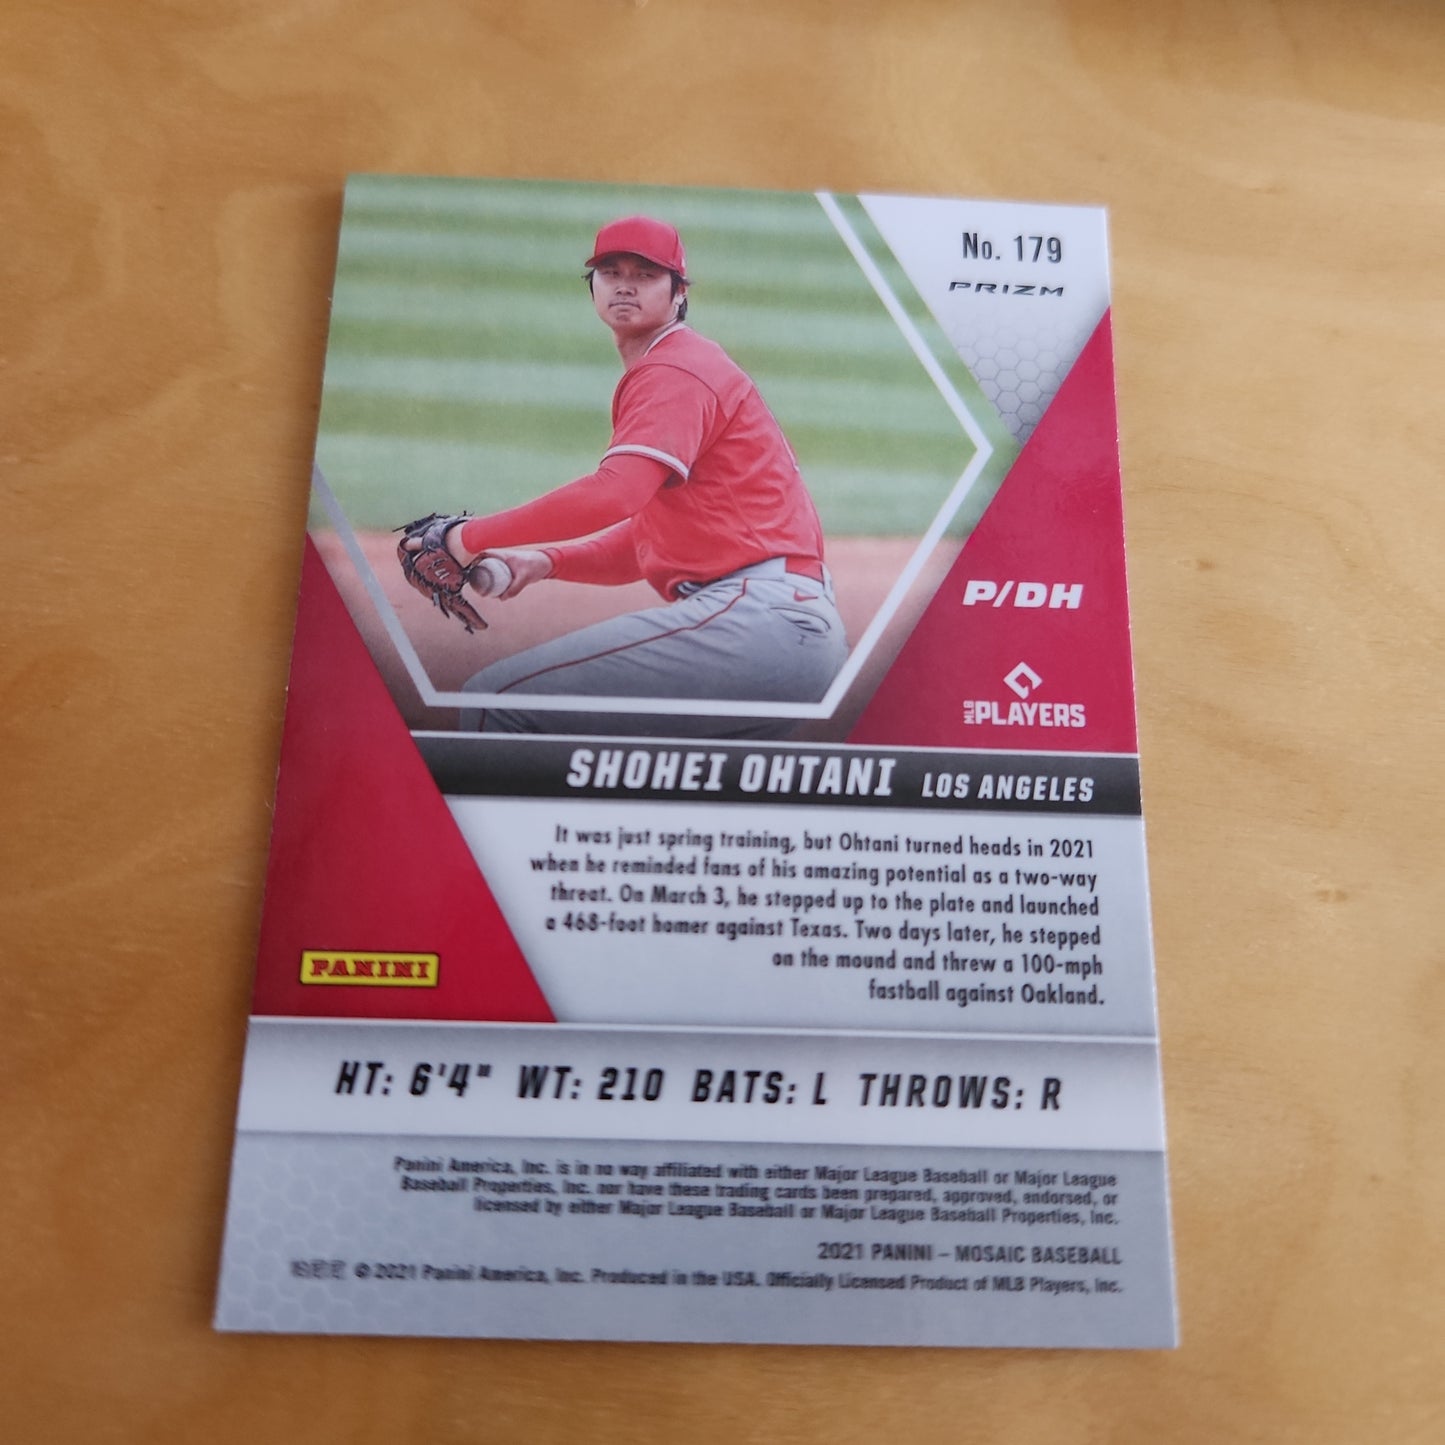 No. 179
PRIZM
P/DH
MLB PLAYERS
SHOHEI OHTANI LOS ANGELES
It was just spring training, but Ohtani turned heads in 2021
when he reminded fans of his amazing potential as a two-way
threat. On March 3, he stepped up to the plate and launched
a 468-foot homer against Texas. Two days later, he stepped
on the mound and threw a 100-mph
fastball against Oakland.
PANINI
HT: 6'4" WT: 210 BATS: L THROWS: R
Panini America, Inc. is in no way affiliated with either Major League Baseball or Major League
Baseball Properties, Inc. nor have these trading cards been prepared, approved, endorsed, or
licensed by either Major League Baseball or Major League Baseball Properties, Inc.
2021 PANINI – MOSAIC BASEBALL
© 2021 Panini America, Inc. Produced in the USA. Officially Licensed Product of MLB Players, Inc.